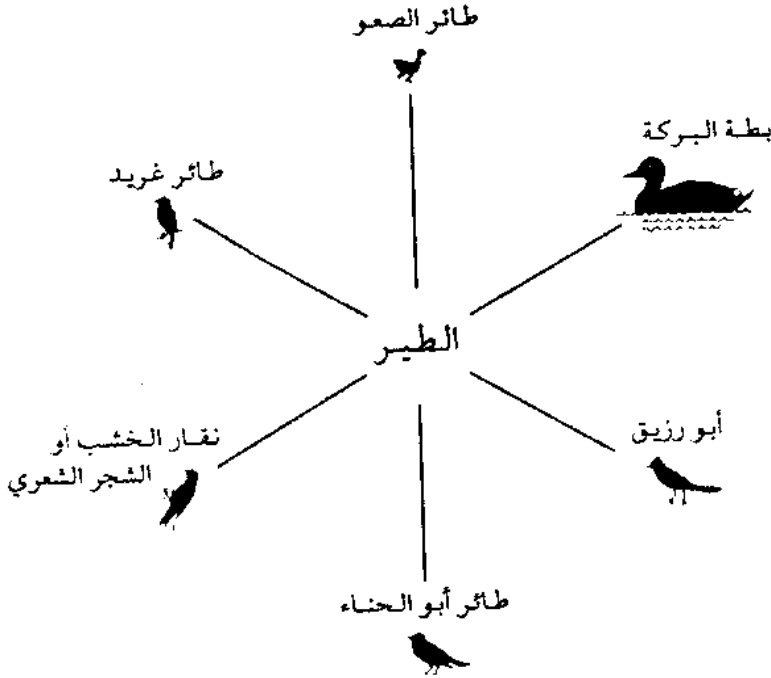 طائر الصعو
بطة البركة
طائر غريد
الطير
أبو رزيق
نقار الخشب أو
الشجر الشعري
طائر أبو الحناء